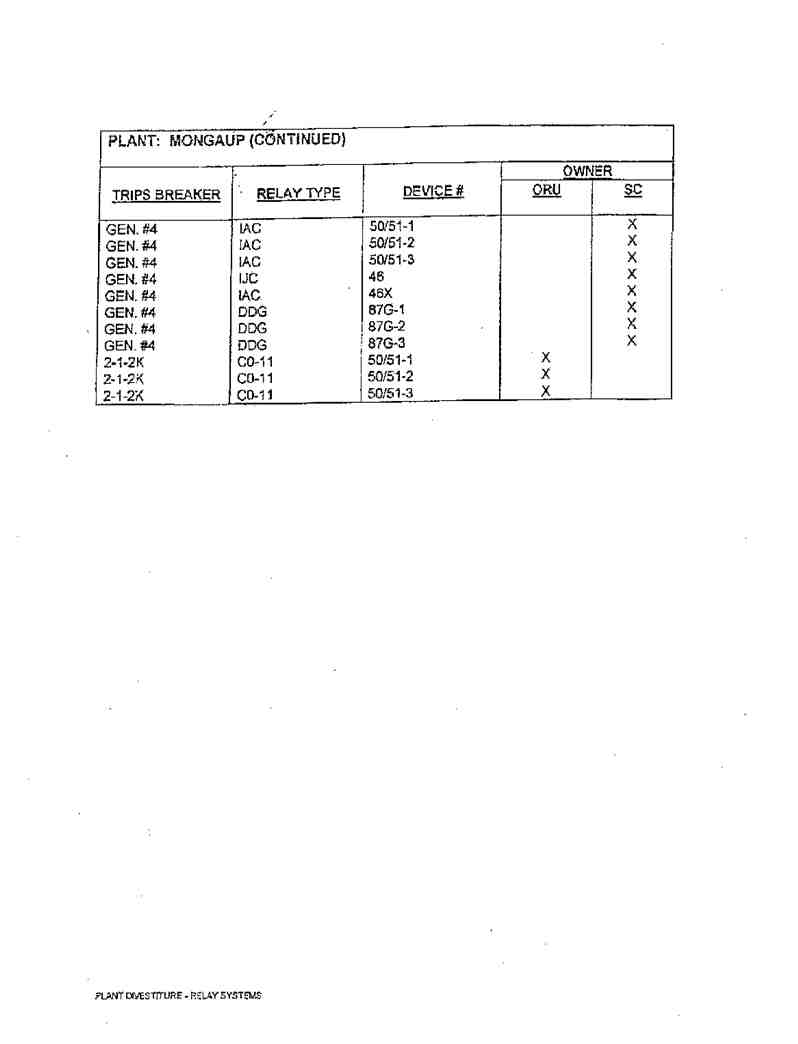 PLANT: MONGAUP (CONTINUED)
OWNER
TRIPS BREAKER RELAY TYPE DEVICE # ORU SC
GEN. #4 IAC 50/51-1 X
GEN. #4 IAC 50/51-2 X
GEN. #4 IAC 50/51-3 X
GEN. #4 IJC 46 X
GEN. #4 IAC 46X X
GEN. #4 DDG 87G-1 X
GEN. #4 DDG 87G-2 X
GEN. #4 DDG 87G-3 X
2-1-2K C0-11 50/51-1 X
2-1-2K C0-11 50/51-2 X
2-1-2K C0-11 50/51-3 X
PLANT DIVESTITURE - RELAY SYSTEMS